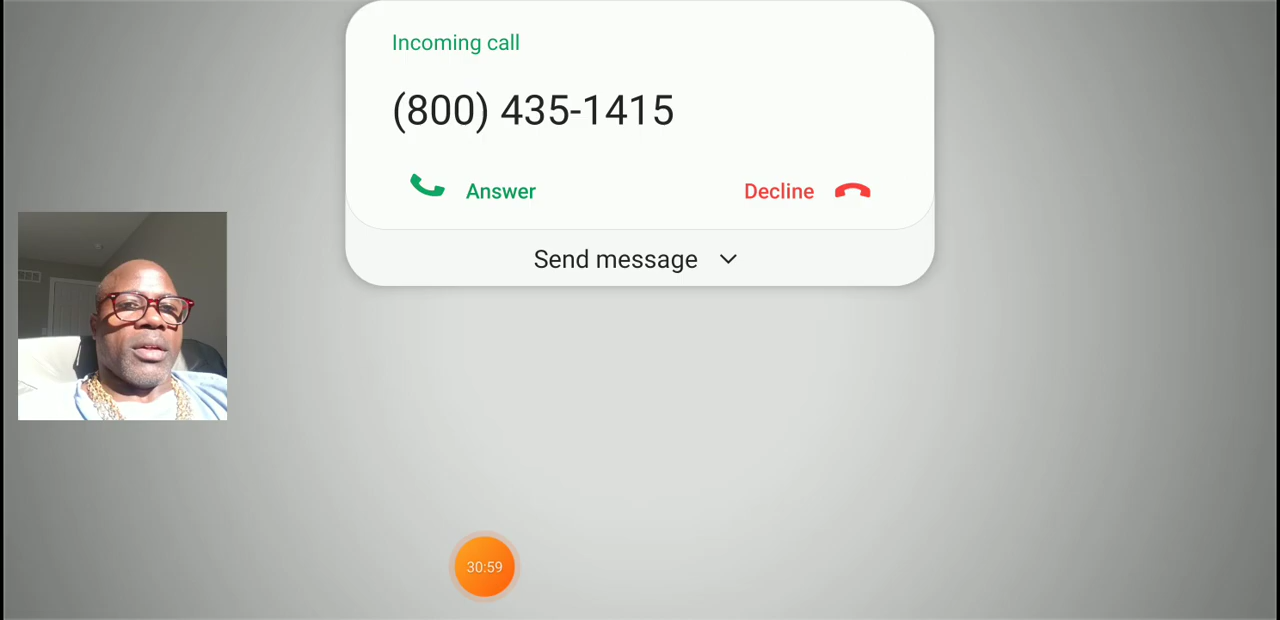 Incoming call
(800) 435-1415
Answer
Decline
Send message
30:59